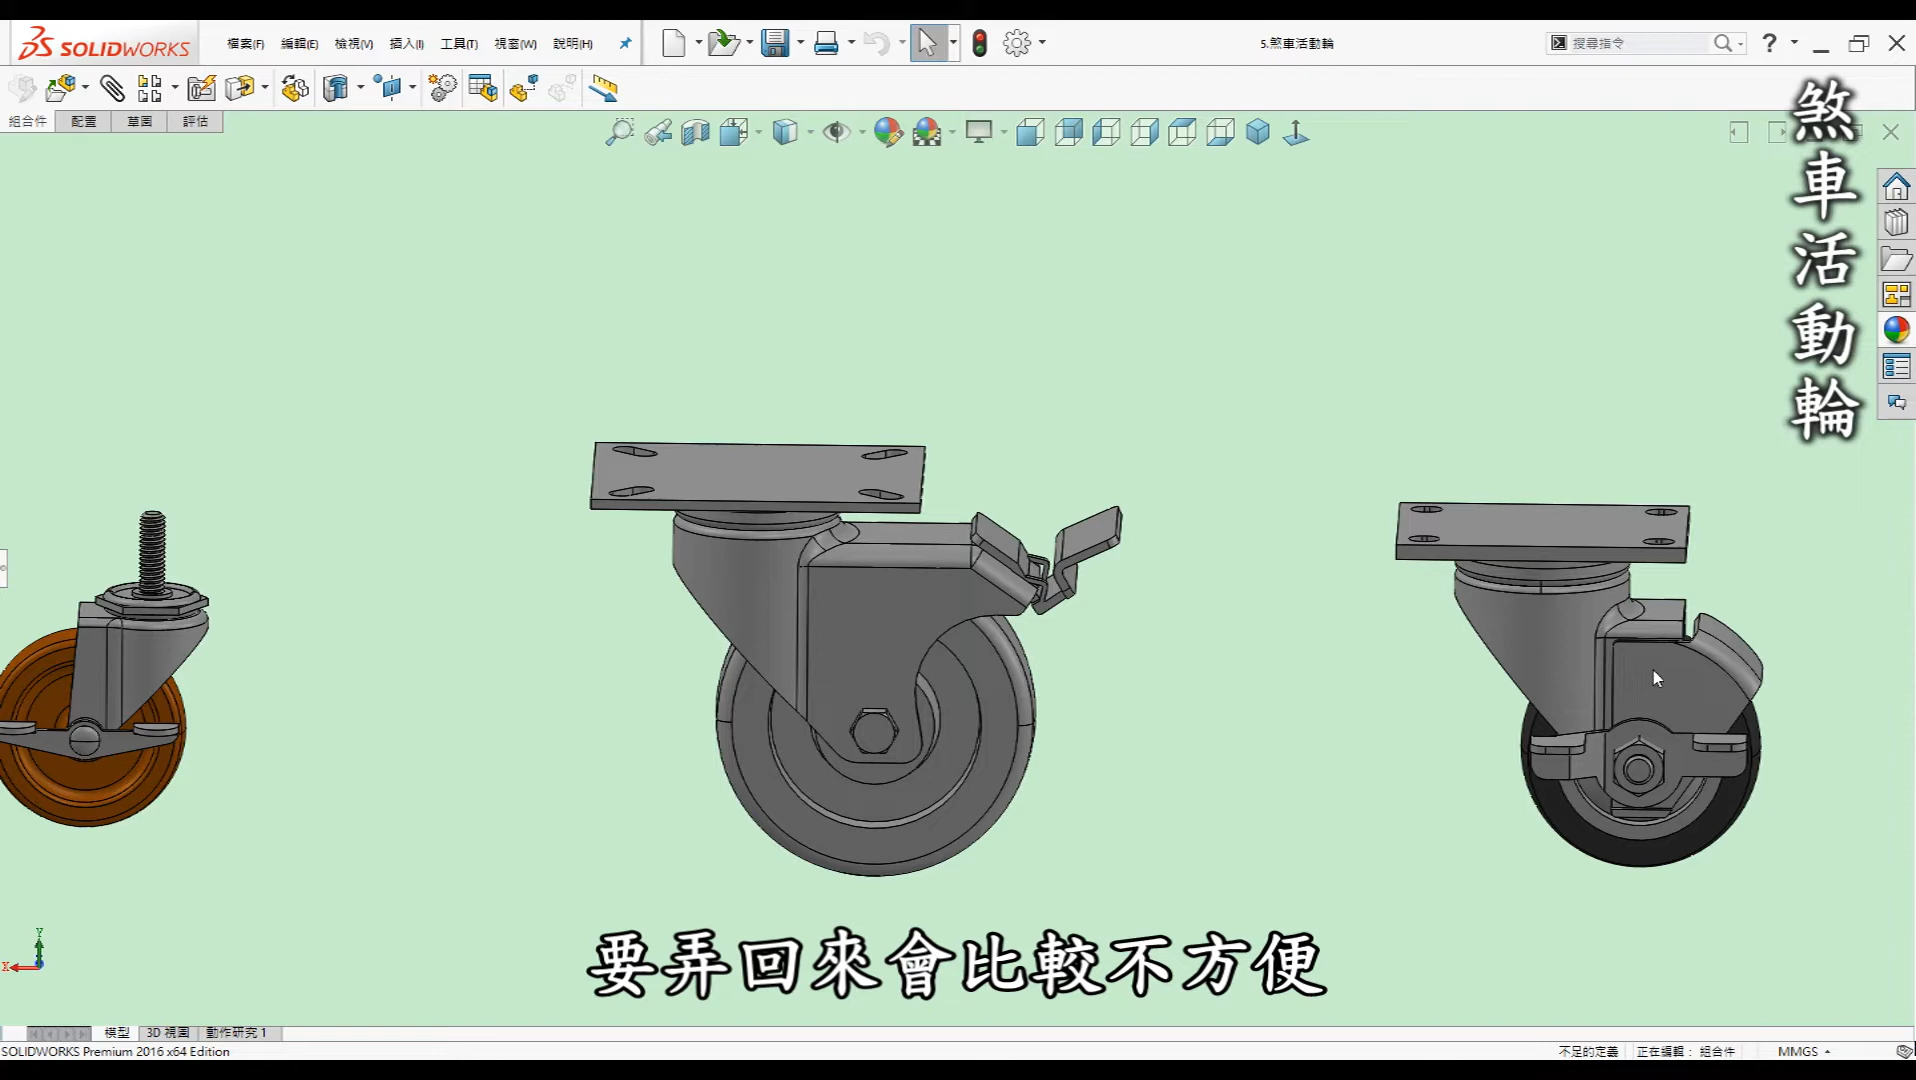 SOLIDWORKS
檔案(F) 編輯(E) 檢視(V) 插入(I) 工具(T) 視窗(W) 說明(H)
5.煞車活動輪
搜尋指令
組合件 配置 草圖 評估
煞車活動輪
Y
X
要弄回來會比較不方便
模型 3D 視圖 動作研究 1
SOLIDWORKS Premium 2016 x64 Edition
不足的定義 正在編輯： 組合件 MMGS